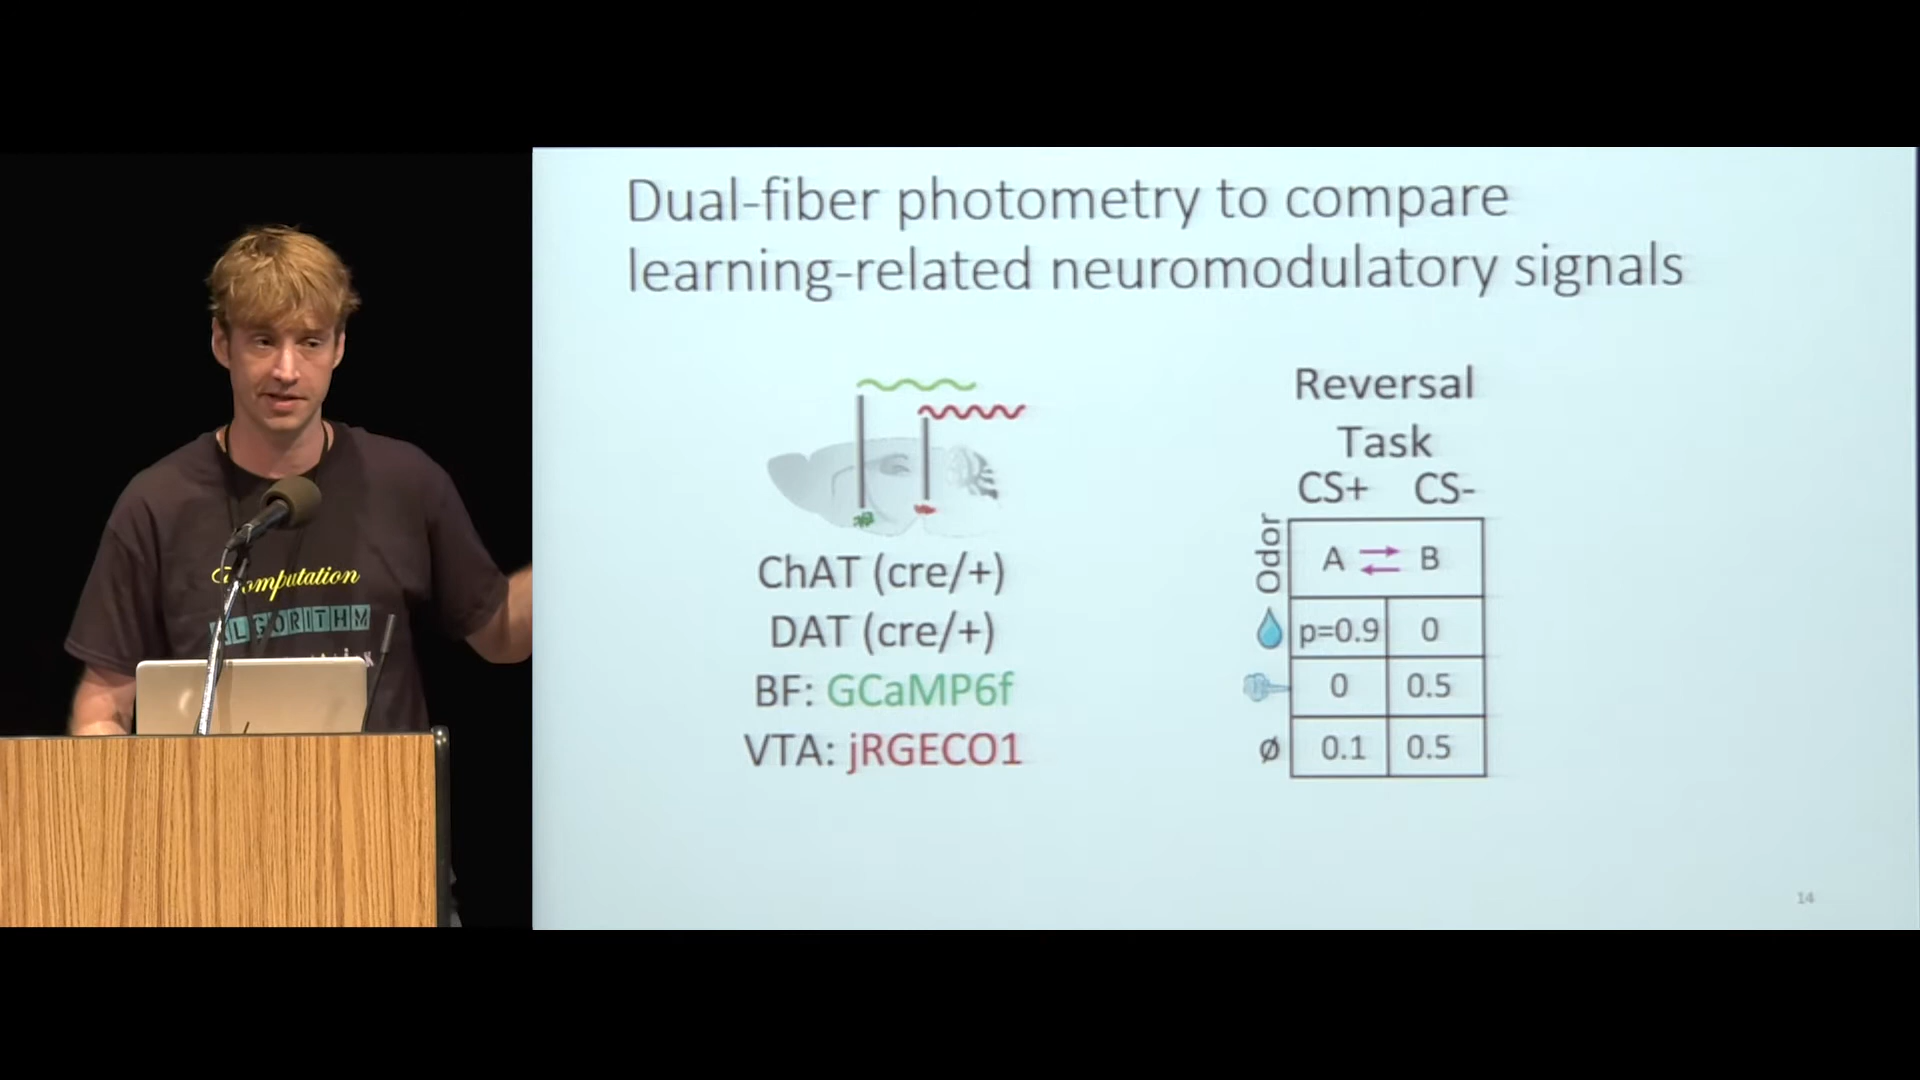 Dual-fiber photometry to compare
learning-related neuromodulatory signals
ChAT (cre/+)
DAT (cre/+)
BF: GCaMP6f
VTA: jRGECO1
Reversal
Task
CS+ CS-
Odor A B
p=0.9 0
0 0.5
ø 0.1 0.5
14
Computation
ALGORITHM